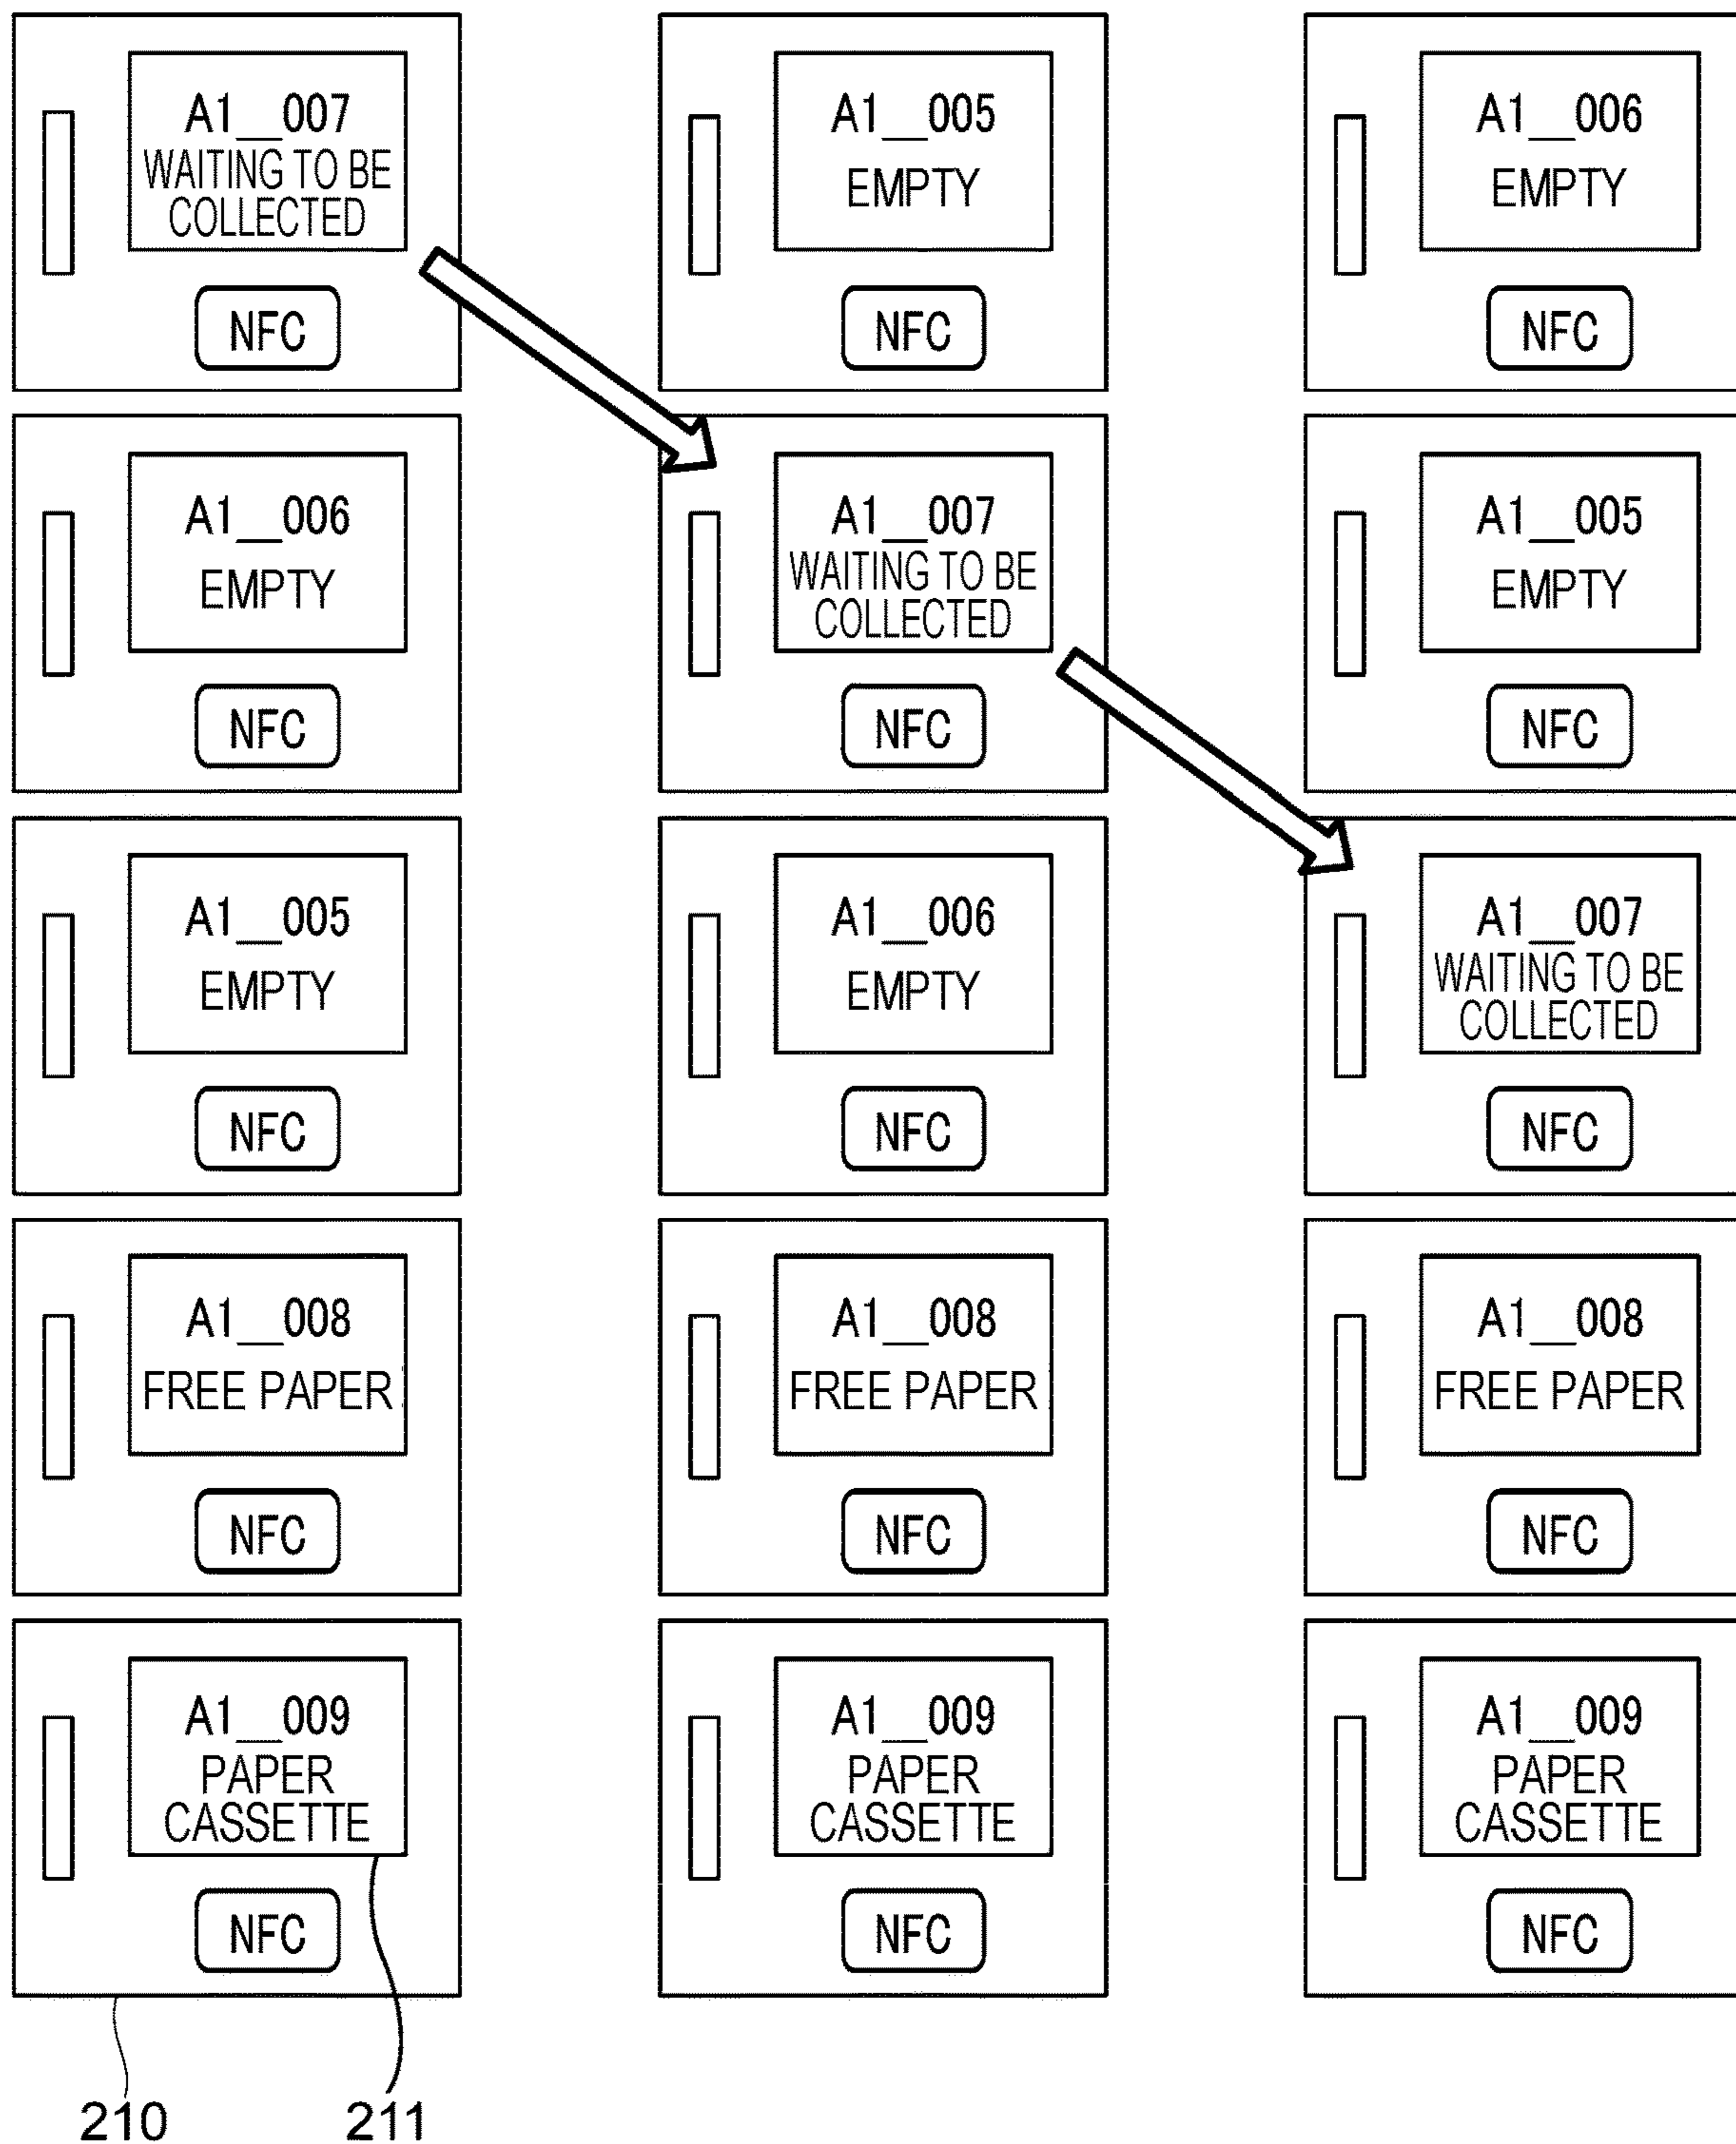 A1__007
WAITING TO BE
COLLECTED
NFC
A1__005
EMPTY
NFC
A1__006
EMPTY
NFC
A1__006
EMPTY
NFC
A1__007
WAITING TO BE
COLLECTED
NFC
A1__005
EMPTY
NFC
A1__005
EMPTY
NFC
A1__006
EMPTY
NFC
A1__007
WAITING TO BE
COLLECTED
NFC
A1__008
FREE PAPER
NFC
A1__008
FREE PAPER
NFC
A1__008
FREE PAPER
NFC
A1__009
PAPER
CASSETTE
NFC
A1__009
PAPER
CASSETTE
NFC
A1__009
PAPER
CASSETTE
NFC
210
211